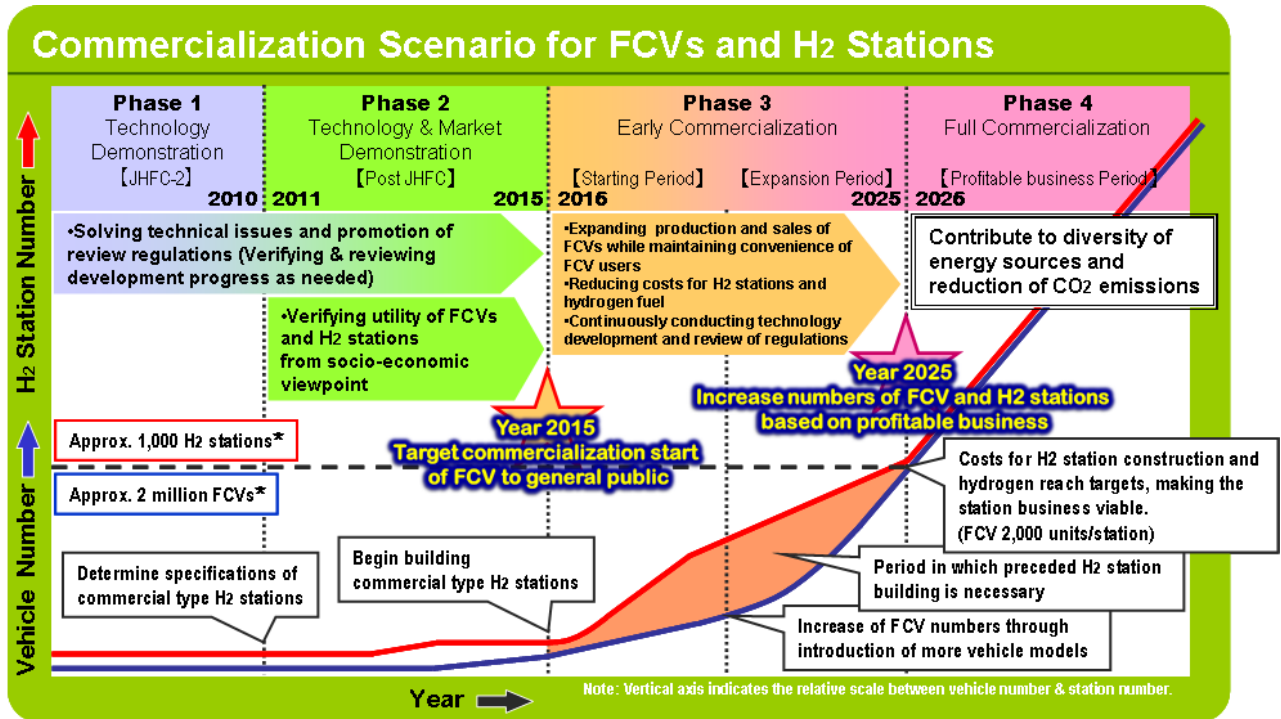 Commercialization Scenario for FCVs and H2 Stations
Phase 1
Technology
Demonstration
【JHFC-2】
2010
Phase 2
Technology & Market
Demonstration
【Post JHFC】
2011
2015
Phase 3
Early Commercialization
【Starting Period】
【Expansion Period】
2016
2025
Phase 4
Full Commercialization
【Profitable business Period】
2026
•Solving technical issues and promotion of
review regulations (Verifying & reviewing
development progress as needed)
•Verifying utility of FCVs
and H2 stations
from socio-economic
viewpoint
•Expanding production and sales of
FCVs while maintaining convenience of
FCV users
•Reducing costs for H2 stations and
hydrogen fuel
•Continuously conducting technology
development and review of regulations
Contribute to diversity of
energy sources and
reduction of CO2 emissions
Year 2025
Increase numbers of FCV and H2 stations
based on profitable business
Year 2015
Target commercialization start
of FCV to general public
H2 Station Number
Vehicle Number
Approx. 1,000 H2 stations*
Approx. 2 million FCVs*
Costs for H2 station construction and
hydrogen reach targets, making the
station business viable.
(FCV 2,000 units/station)
Determine specifications of
commercial type H2 stations
Begin building
commercial type H2 stations
Period in which preceded H2 station
building is necessary
Increase of FCV numbers through
introduction of more vehicle models
Year
Note: Vertical axis indicates the relative scale between vehicle number & station number.